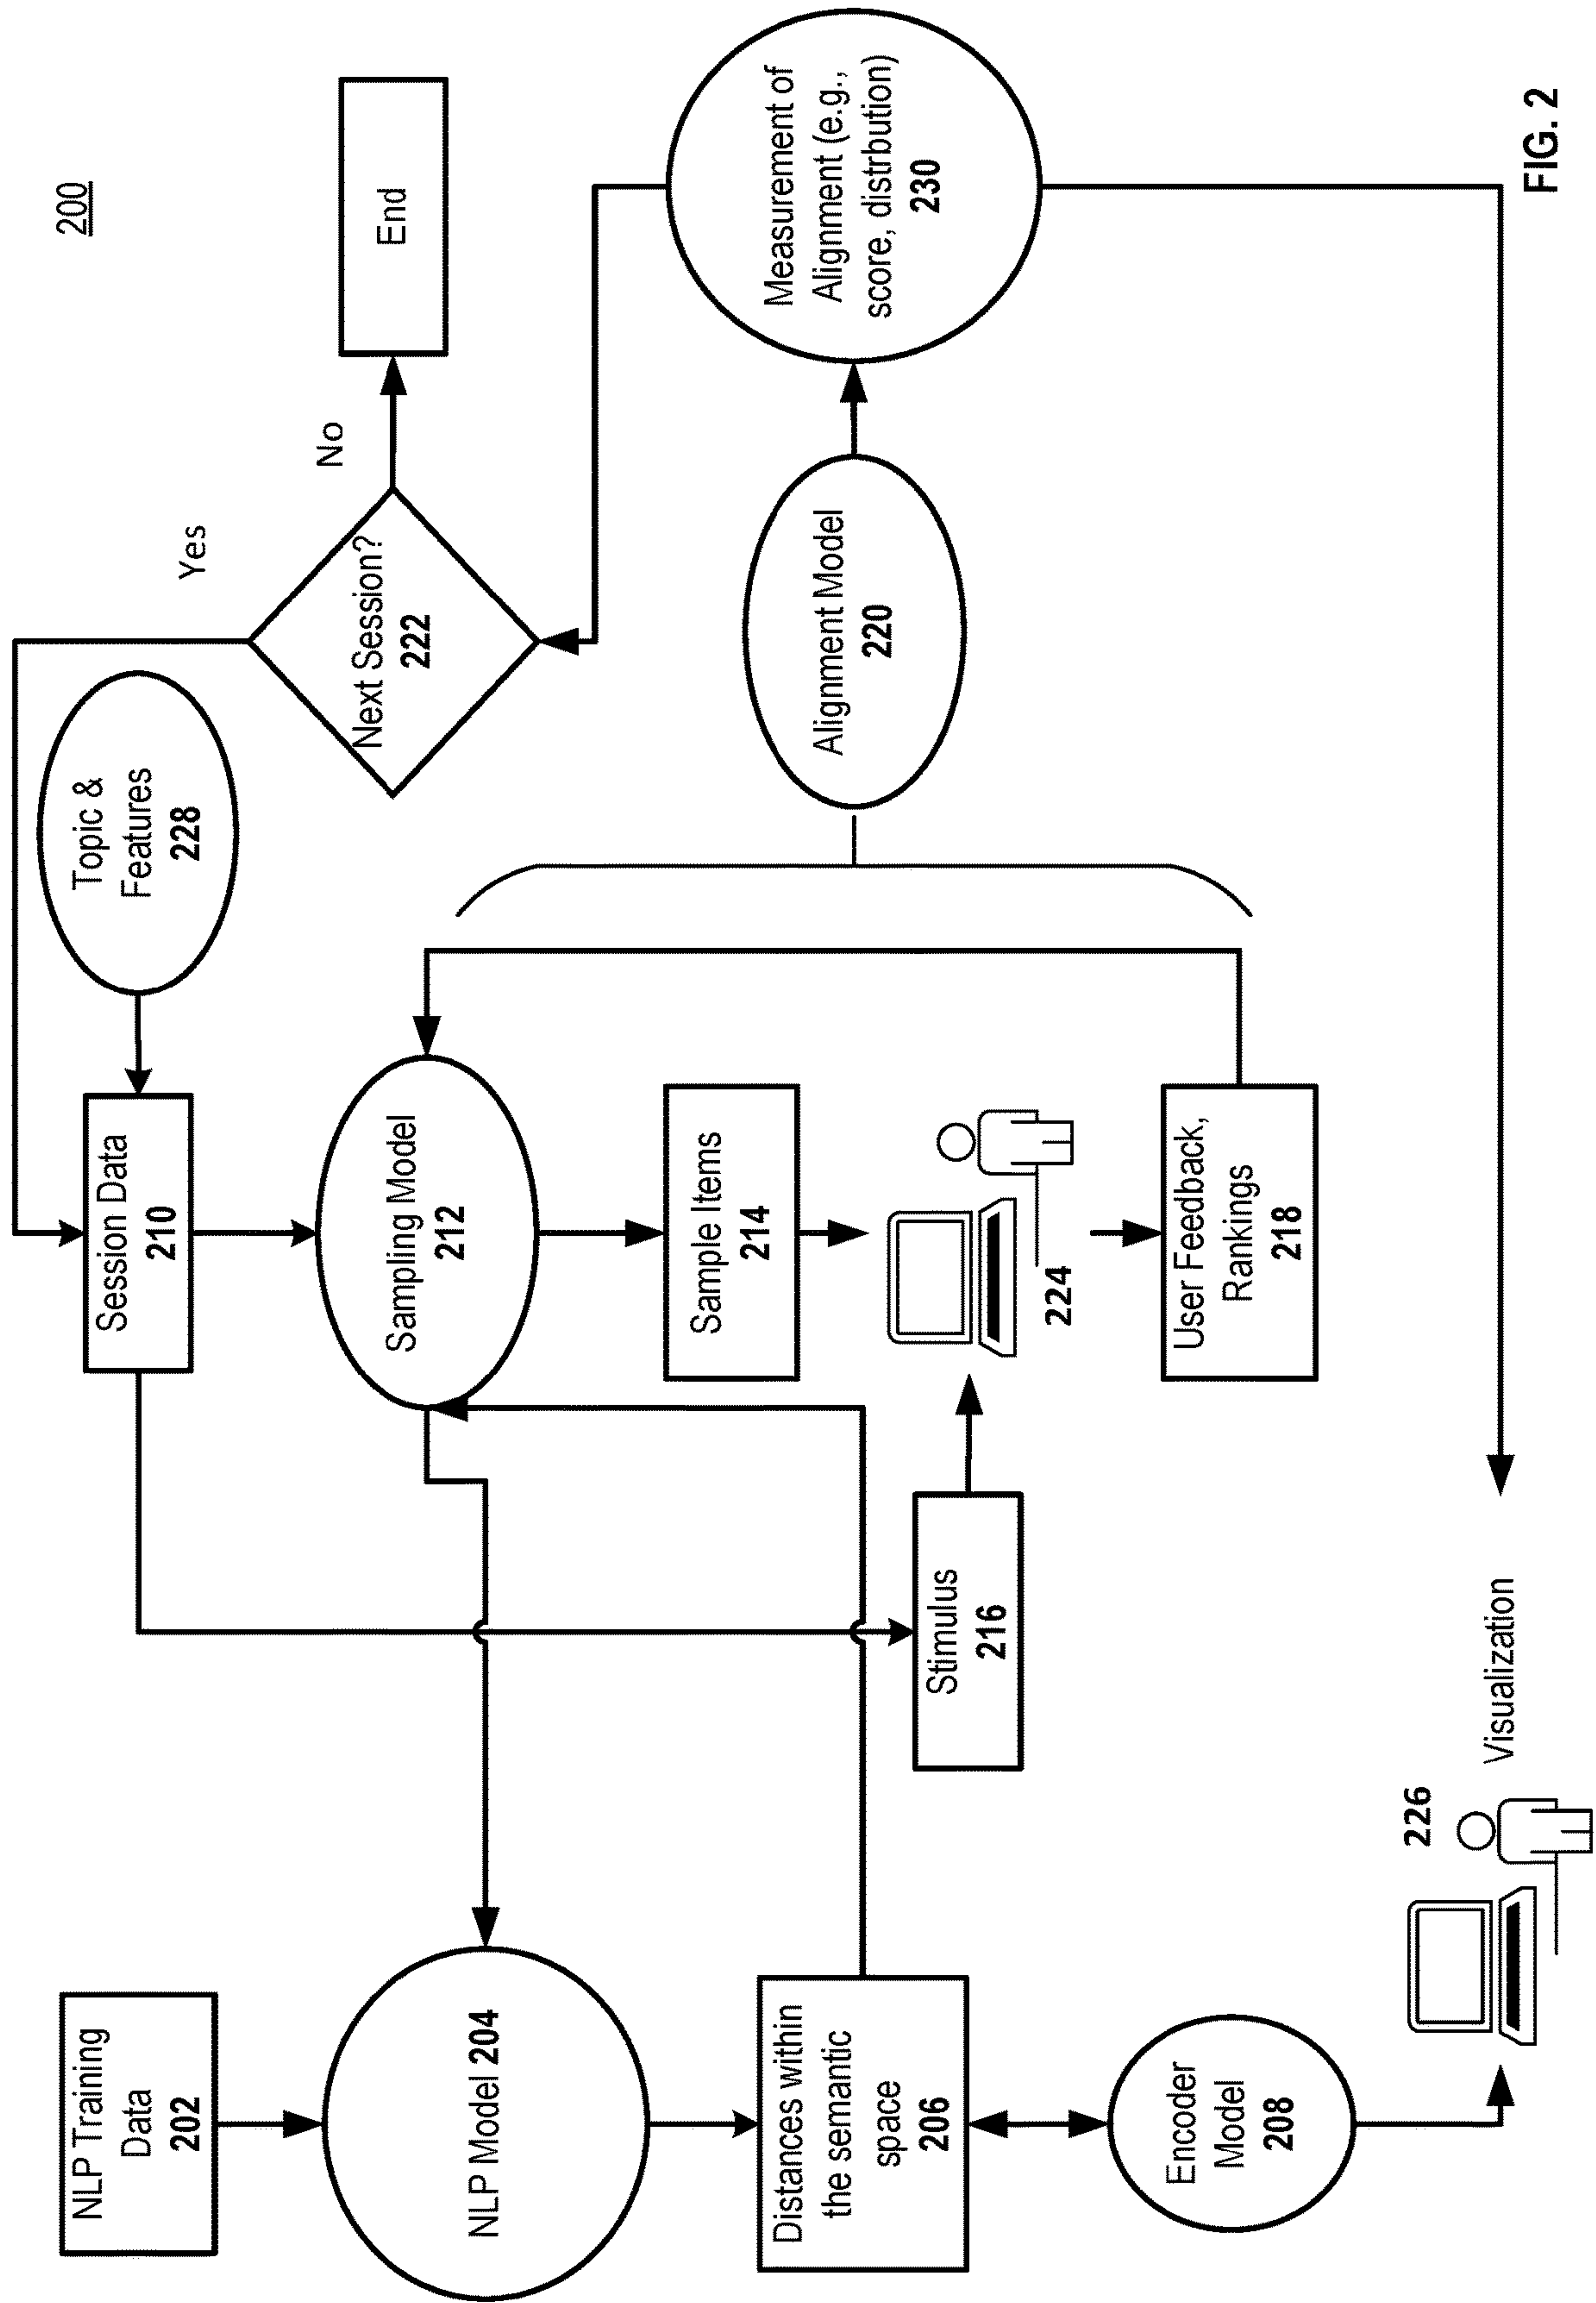 200
NLP Training
Data
202
NLP Model 204
Distances within
the semantic
space
206
Encoder
Model
208
Session Data
210
Topic &
Features
228
Sampling Model
212
Sample Items
214
Stimulus
216
224
User Feedback,
Rankings
218
Yes
Next Session?
222
No
End
Alignment Model
220
Measurement of
Alignment (e.g.,
score, distrbution)
230
226
Visualization
FIG. 2